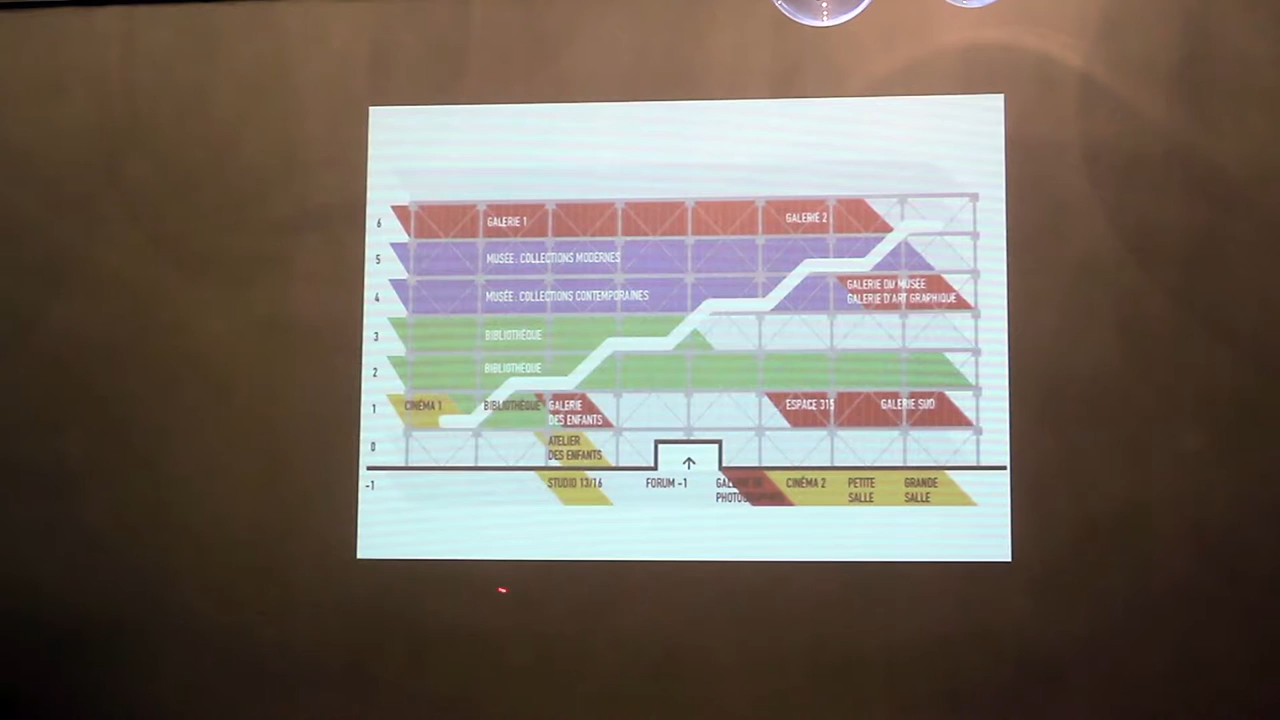 6
GALERIE 1
GALERIE 2
5
MUSÉE : COLLECTIONS MODERNES
4
MUSÉE : COLLECTIONS CONTEMPORAINES
GALERIE DU MUSÉE
GALERIE D'ART GRAPHIQUE
3
BIBLIOTHÈQUE
2
BIBLIOTHÈQUE
1
CINÉMA 1
BIBLIOTHÈQUE
GALERIE
DES ENFANTS
ESPACE 315
GALERIE SUD
0
ATELIER
DES ENFANTS
-1
STUDIO 13/16
FORUM -1
CINÉMA 2
PETITE
SALLE
GRANDE
SALLE